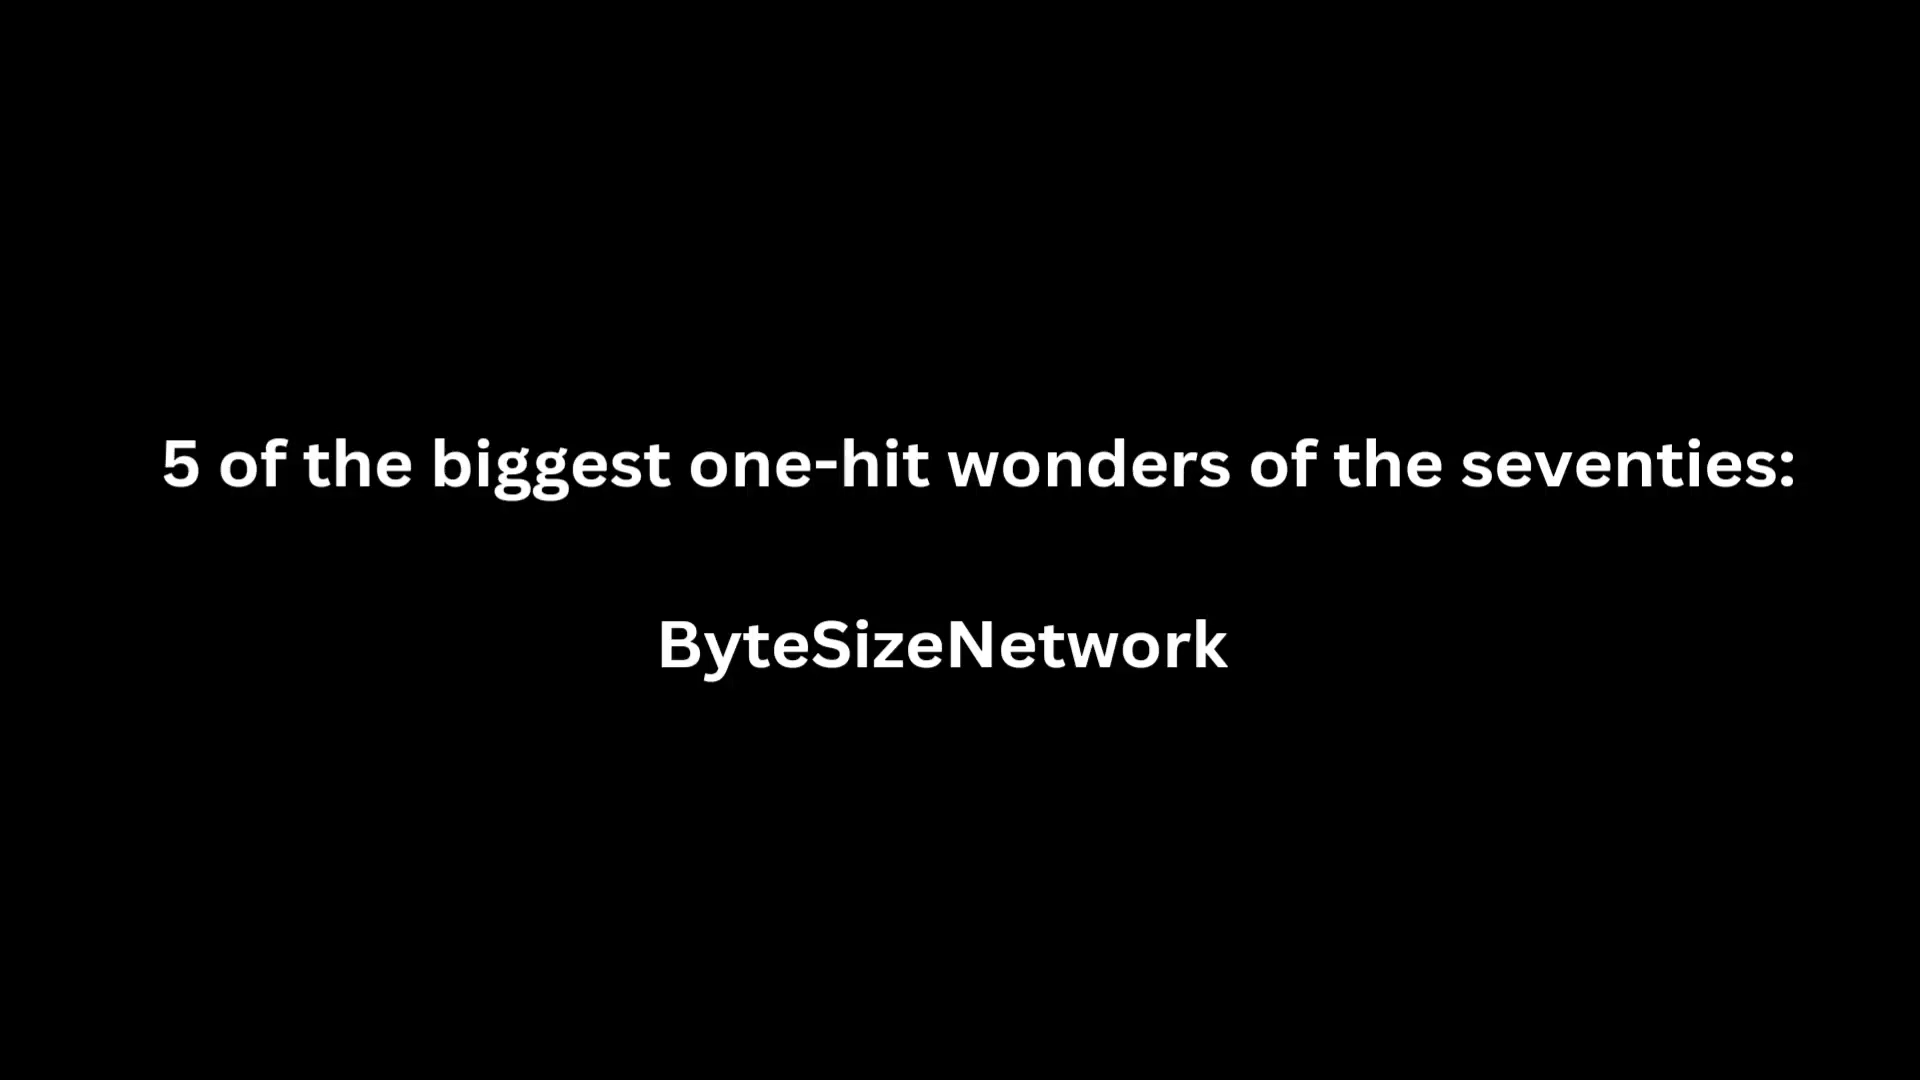 5 of the biggest one-hit wonders of the seventies:
ByteSizeNetwork